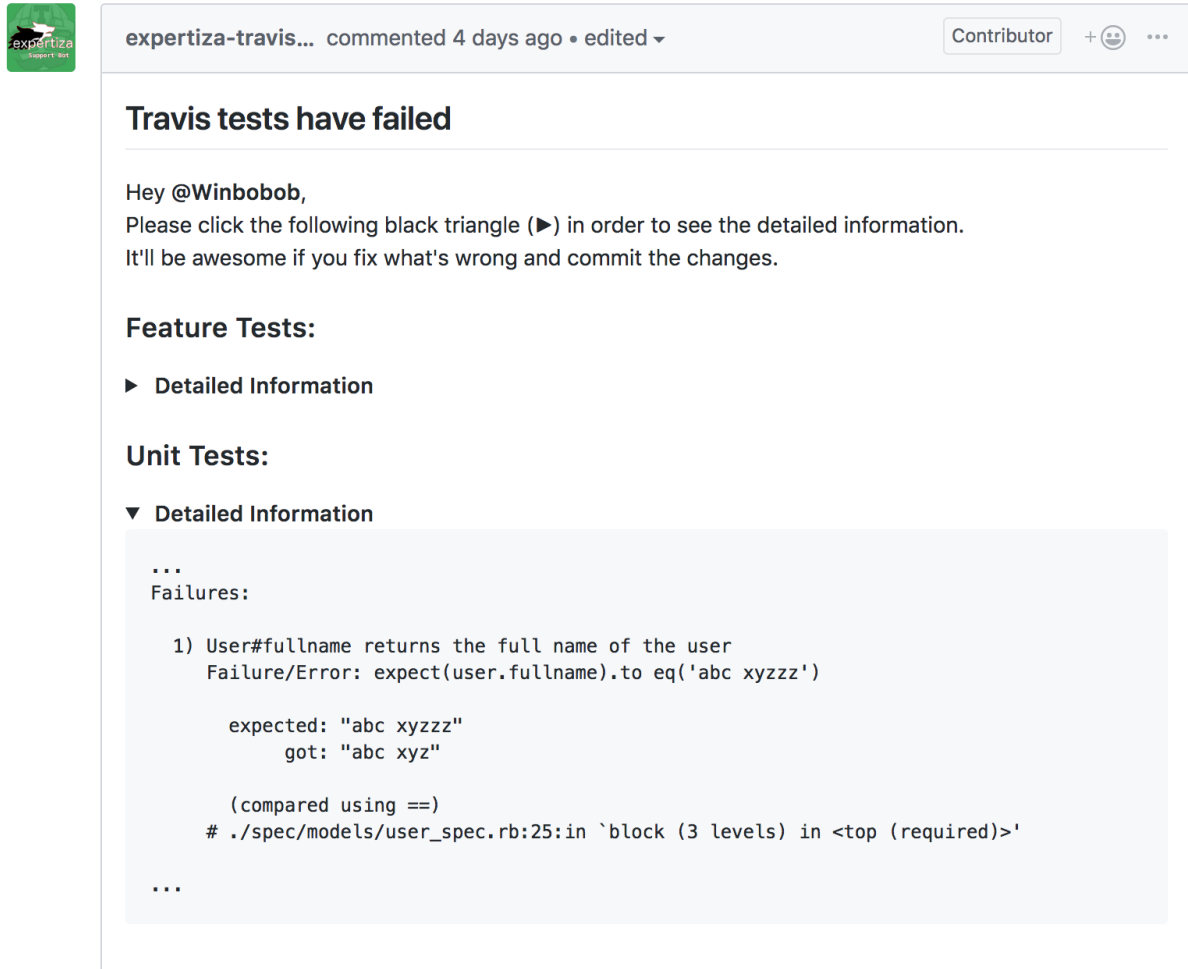 expertiza
Support Bot
expertiza-travis... commented 4 days ago • edited
Contributor
Travis tests have failed
Hey @Winbobob,
Please click the following black triangle (▶) in order to see the detailed information.
It'll be awesome if you fix what's wrong and commit the changes.
Feature Tests:
▶ Detailed Information
Unit Tests:
▼ Detailed Information
...
Failures:
1) User#fullname returns the full name of the user
Failure/Error: expect(user.fullname).to eq('abc xyzzz')
expected: "abc xyzzz"
got: "abc xyz"
(compared using ==)
# ./spec/models/user_spec.rb:25:in `block (3 levels) in <top (required)>'
...